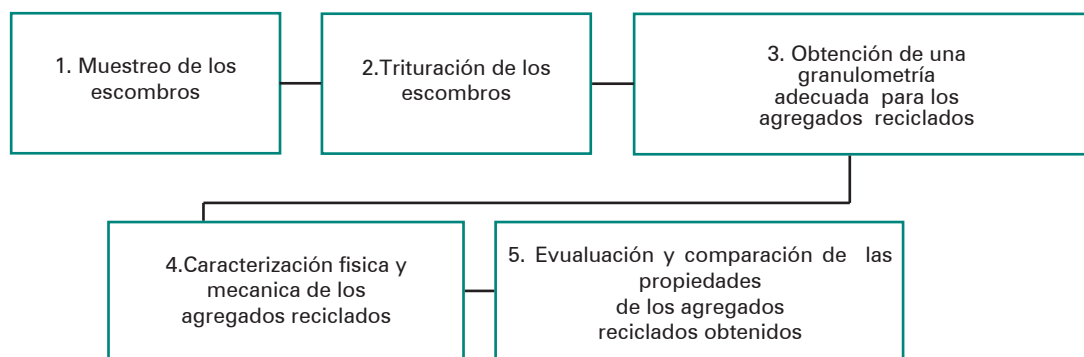 1. Muestreo de los
escombros
2.Trituración de los
escombros
3. Obtención de una
granulometría
adecuada para los
agregados reciclados
4.Caracterización fisica y
mecanica de los
agregados reciclados
5. Evualuación y comparación de las
propiedades
de los agregados
reciclados obtenidos